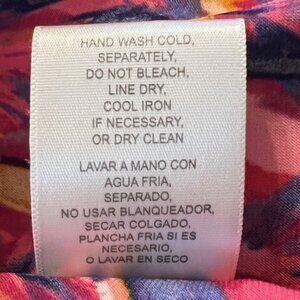 HAND WASH COLD,
SEPARATELY,
DO NOT BLEACH,
LINE DRY,
COOL IRON
IF NECESSARY,
OR DRY CLEAN
LAVAR A MANO CON
AGUA FRIA,
SEPARADO,
NO USAR BLANQUEADOR,
SECAR COLGADO,
PLANCHA FRIA SI ES
NECESARIO,
O LAVAR EN SECO